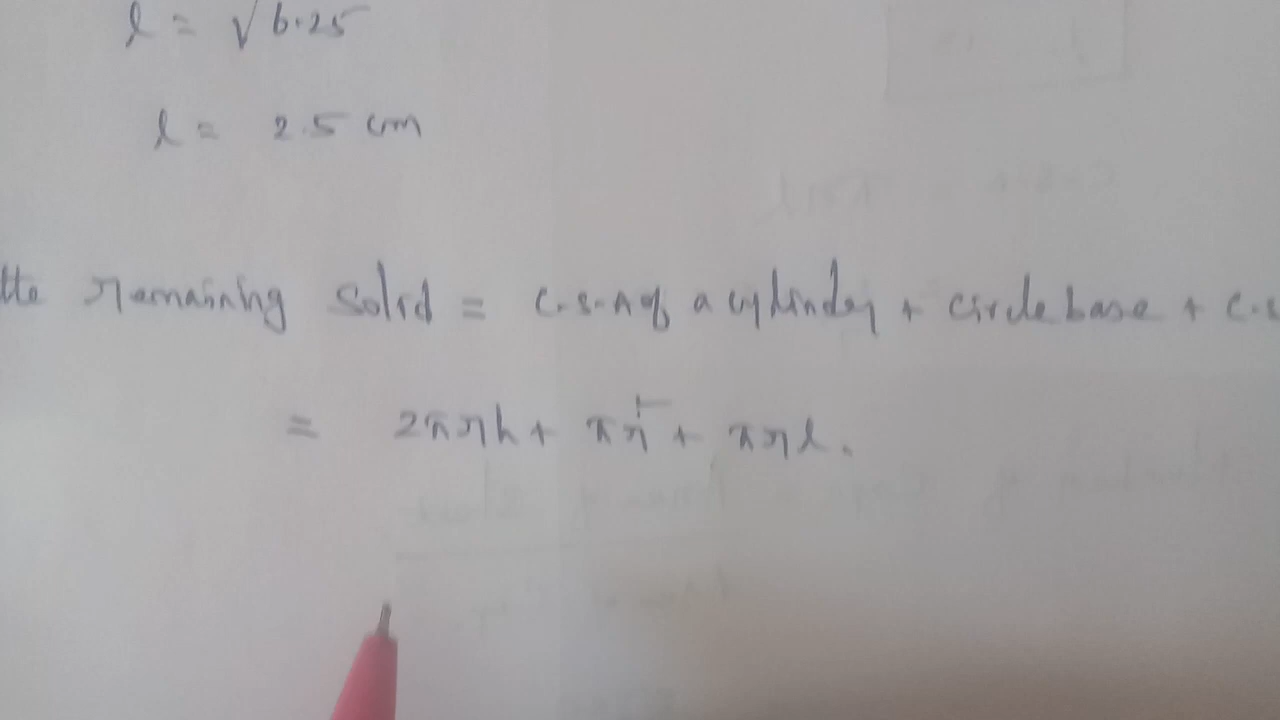 l = √6.25
l = 2.5 cm
the remaining solid = C.S.A of a cylinder + circle base + C.S
= 2πrh + πr² + πrl.